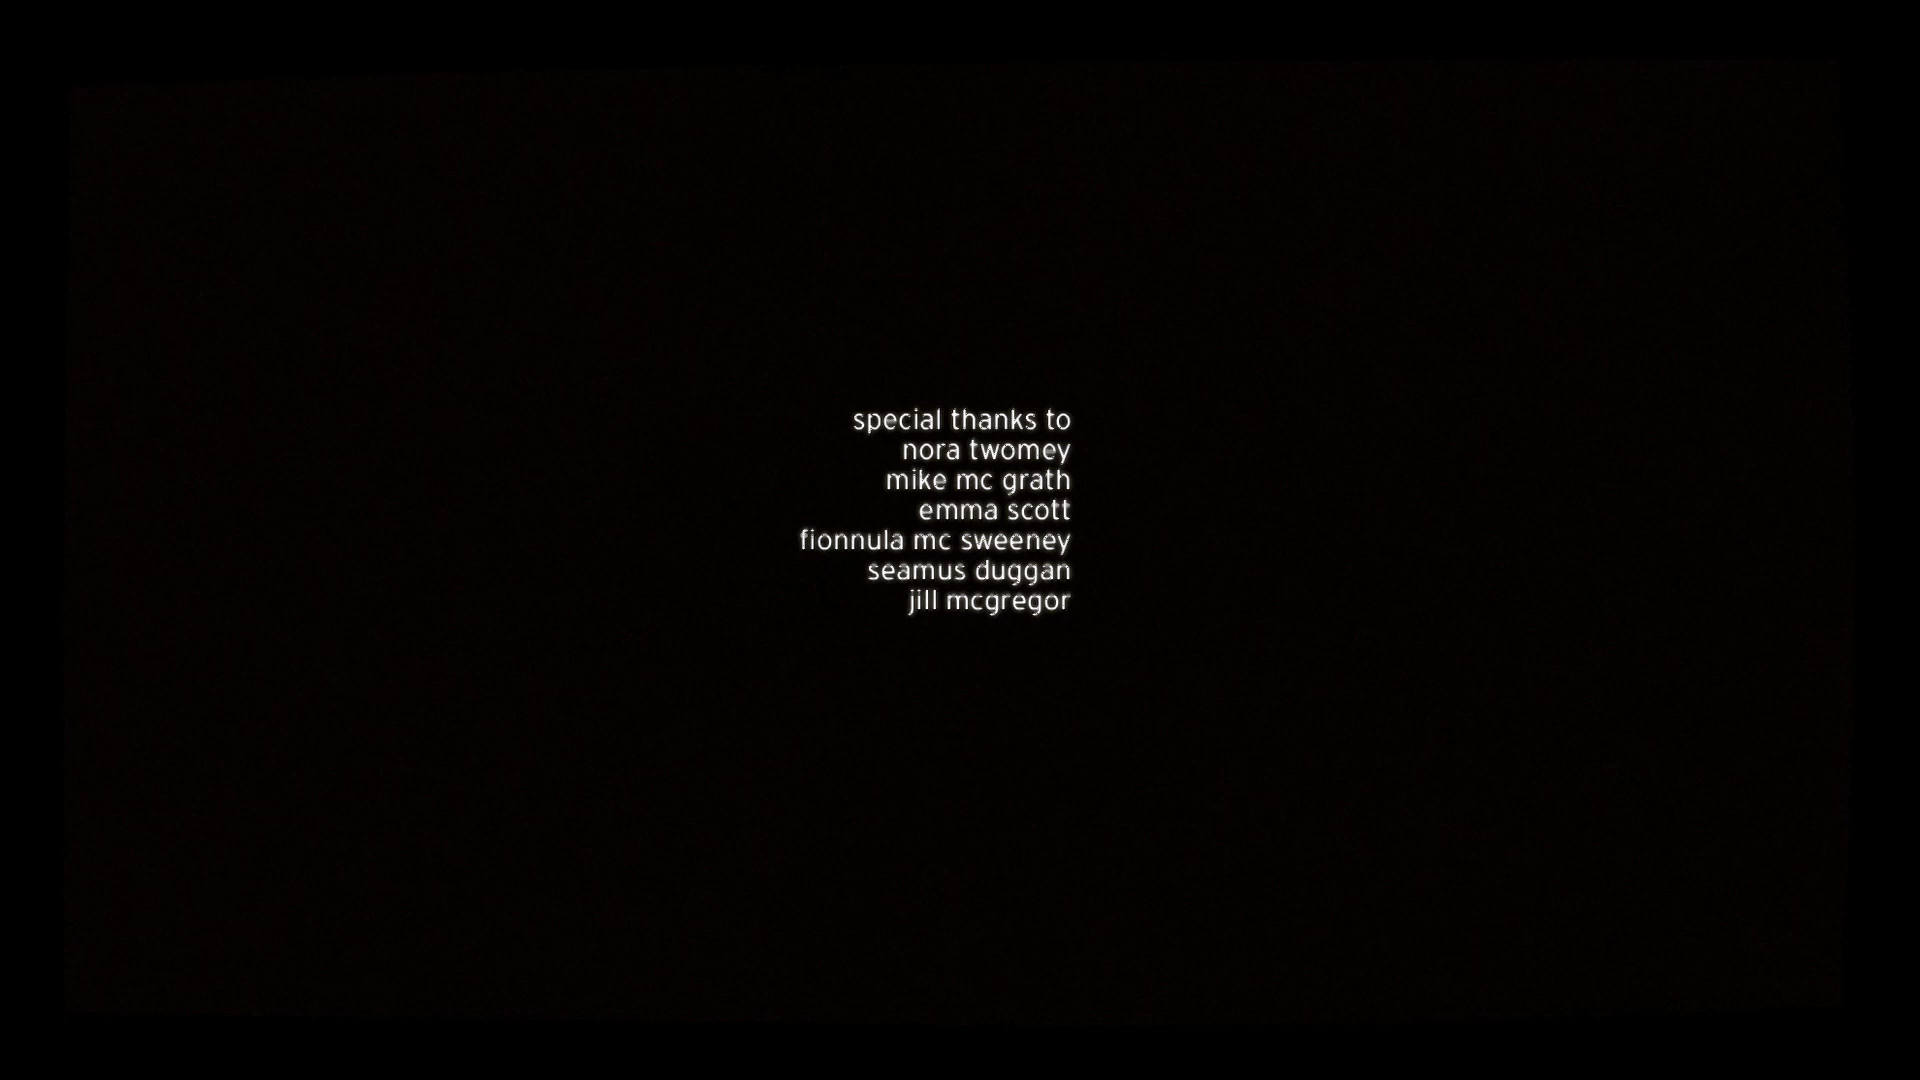 special thanks to
nora twomey
mike mc grath
emma scott
fionnula mc sweeney
seamus duggan
jill mcgregor